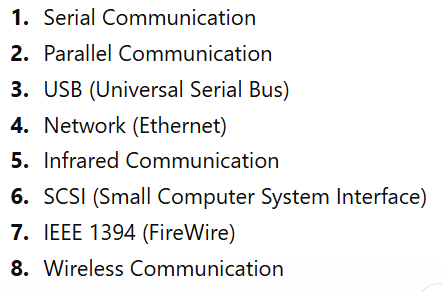 1. Serial Communication
2. Parallel Communication
3. USB (Universal Serial Bus)
4. Network (Ethernet)
5. Infrared Communication
6. SCSI (Small Computer System Interface)
7. IEEE 1394 (FireWire)
8. Wireless Communication